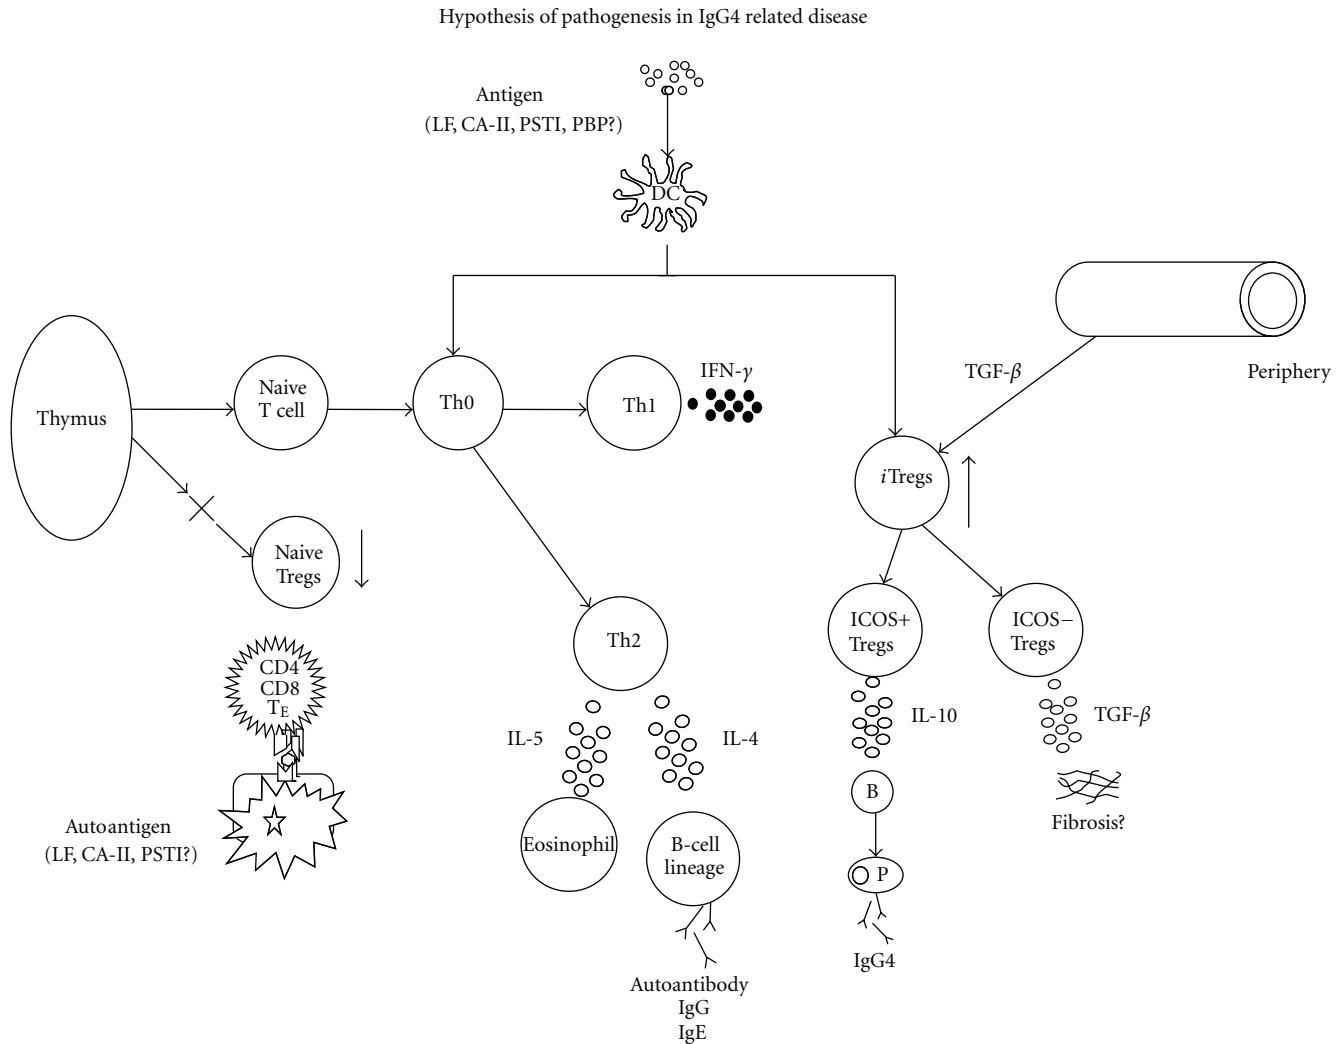 Hypothesis of pathogenesis in IgG4 related disease
Antigen
(LF, CA-II, PSTI, PBP?)
DC
Periphery
TGF-β
Thymus
Naive
T cell
Th0
Th1
IFN-γ
iTregs
Naive
Tregs
ICOS+
Tregs
ICOS−
Tregs
Th2
CD4
CD8
TE
IL-5
IL-4
IL-10
TGF-β
B
Fibrosis?
Autoantigen
(LF, CA-II, PSTI?)
Eosinophil
B-cell
lineage
P
IgG4
Autoantibody
IgG
IgE